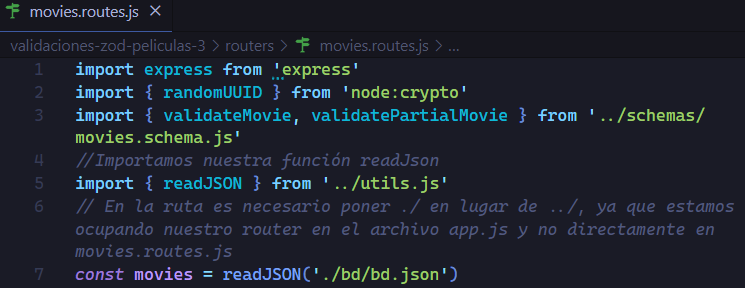 movies.routes.js ×
validaciones-zod-peliculas-3 > routers > movies.routes.js > ...
1 import express from 'express'
2 import { randomUUID } from 'node:crypto'
3 import { validateMovie, validatePartialMovie } from '../schemas/
movies.schema.js'
4 //Importamos nuestra función readJson
5 import { readJSON } from '../utils.js'
6 // En la ruta es necesario poner ./ en lugar de ../, ya que estamos
ocupando nuestro router en el archivo app.js y no directamente en
movies.routes.js
7 const movies = readJSON('./bd/bd.json')